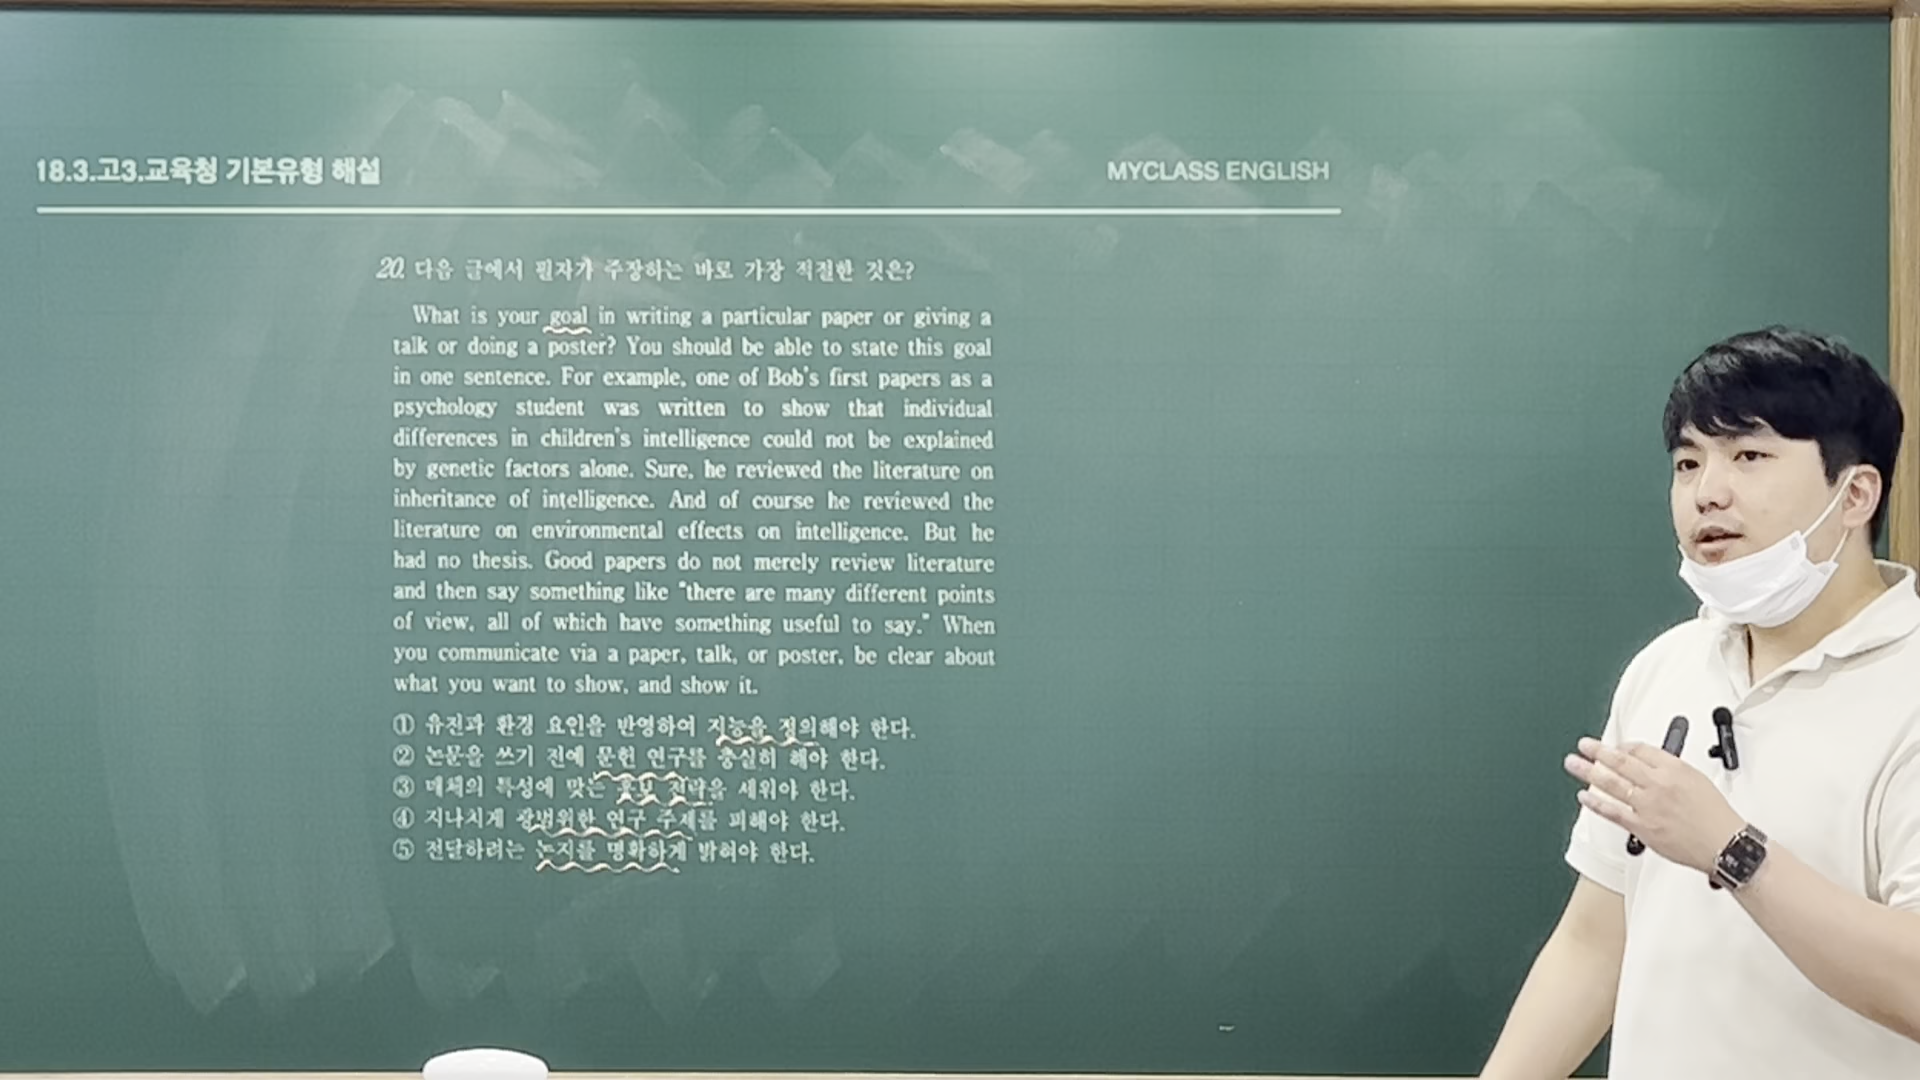 18.3.고3.교육청 기본유형 해설
MYCLASS ENGLISH
20. 다음 글에서 필자가 주장하는 바로 가장 적절한 것은?
What is your goal in writing a particular paper or giving a
talk or doing a poster? You should be able to state this goal
in one sentence. For example, one of Bob's first papers as a
psychology student was written to show that individual
differences in children's intelligence could not be explained
by genetic factors alone. Sure, he reviewed the literature on
inheritance of intelligence. And of course he reviewed the
literature on environmental effects on intelligence. But he
had no thesis. Good papers do not merely review literature
and then say something like "there are many different points
of view, all of which have something useful to say." When
you communicate via a paper, talk, or poster, be clear about
what you want to show, and show it.
① 유전과 환경 요인을 반영하여 지능을 정의해야 한다.
② 논문을 쓰기 전에 문헌 연구를 충실히 해야 한다.
③ 매체의 특성에 맞는 홍보 전략을 세워야 한다.
④ 지나치게 광범위한 연구 주제를 피해야 한다.
⑤ 전달하려는 논지를 명확하게 밝혀야 한다.